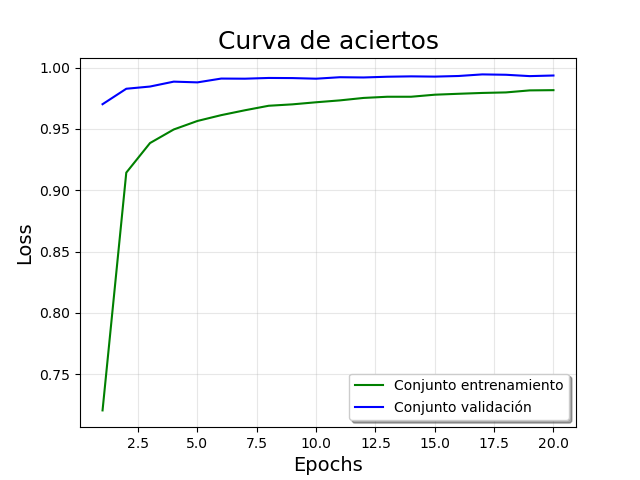 Curva de aciertos
1.00
0.95
0.90
0.85
0.80
0.75
Loss
2.5 5.0 7.5 10.0 12.5 15.0 17.5 20.0
Epochs
Conjunto entrenamiento
Conjunto validación